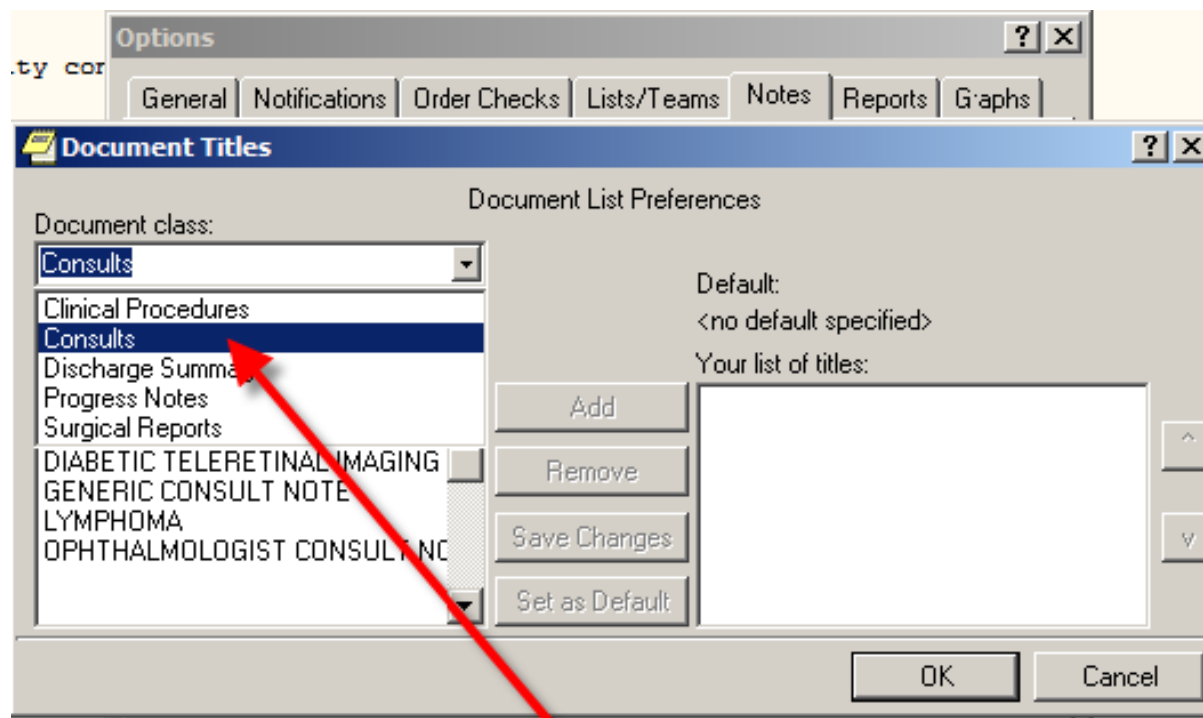 Options
ty cor
General Notifications Order Checks Lists/Teams Notes Reports Graphs
Document Titles
Document List Preferences
Document class:
Consults
Clinical Procedures
Consults
Discharge Summa
Progress Notes
Surgical Reports
DIABETIC TELERETINAL IMAGING
GENERIC CONSULT NOTE
LYMPHOMA
OPHTHALMOLOGIST CONSULT NO
Add
Remove
Save Changes
Set as Default
Default:
<no default specified>
Your list of titles:
OK Cancel